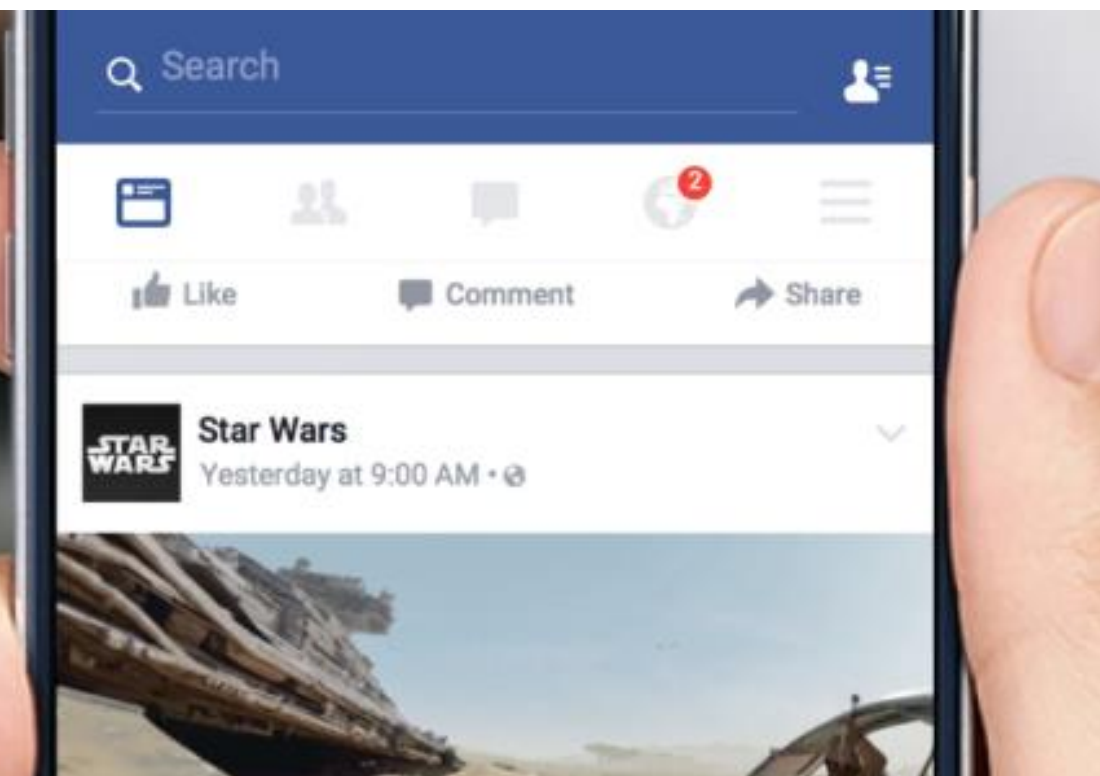 Search
2
Like Comment Share
STAR
WARS
Star Wars
Yesterday at 9:00 AM •